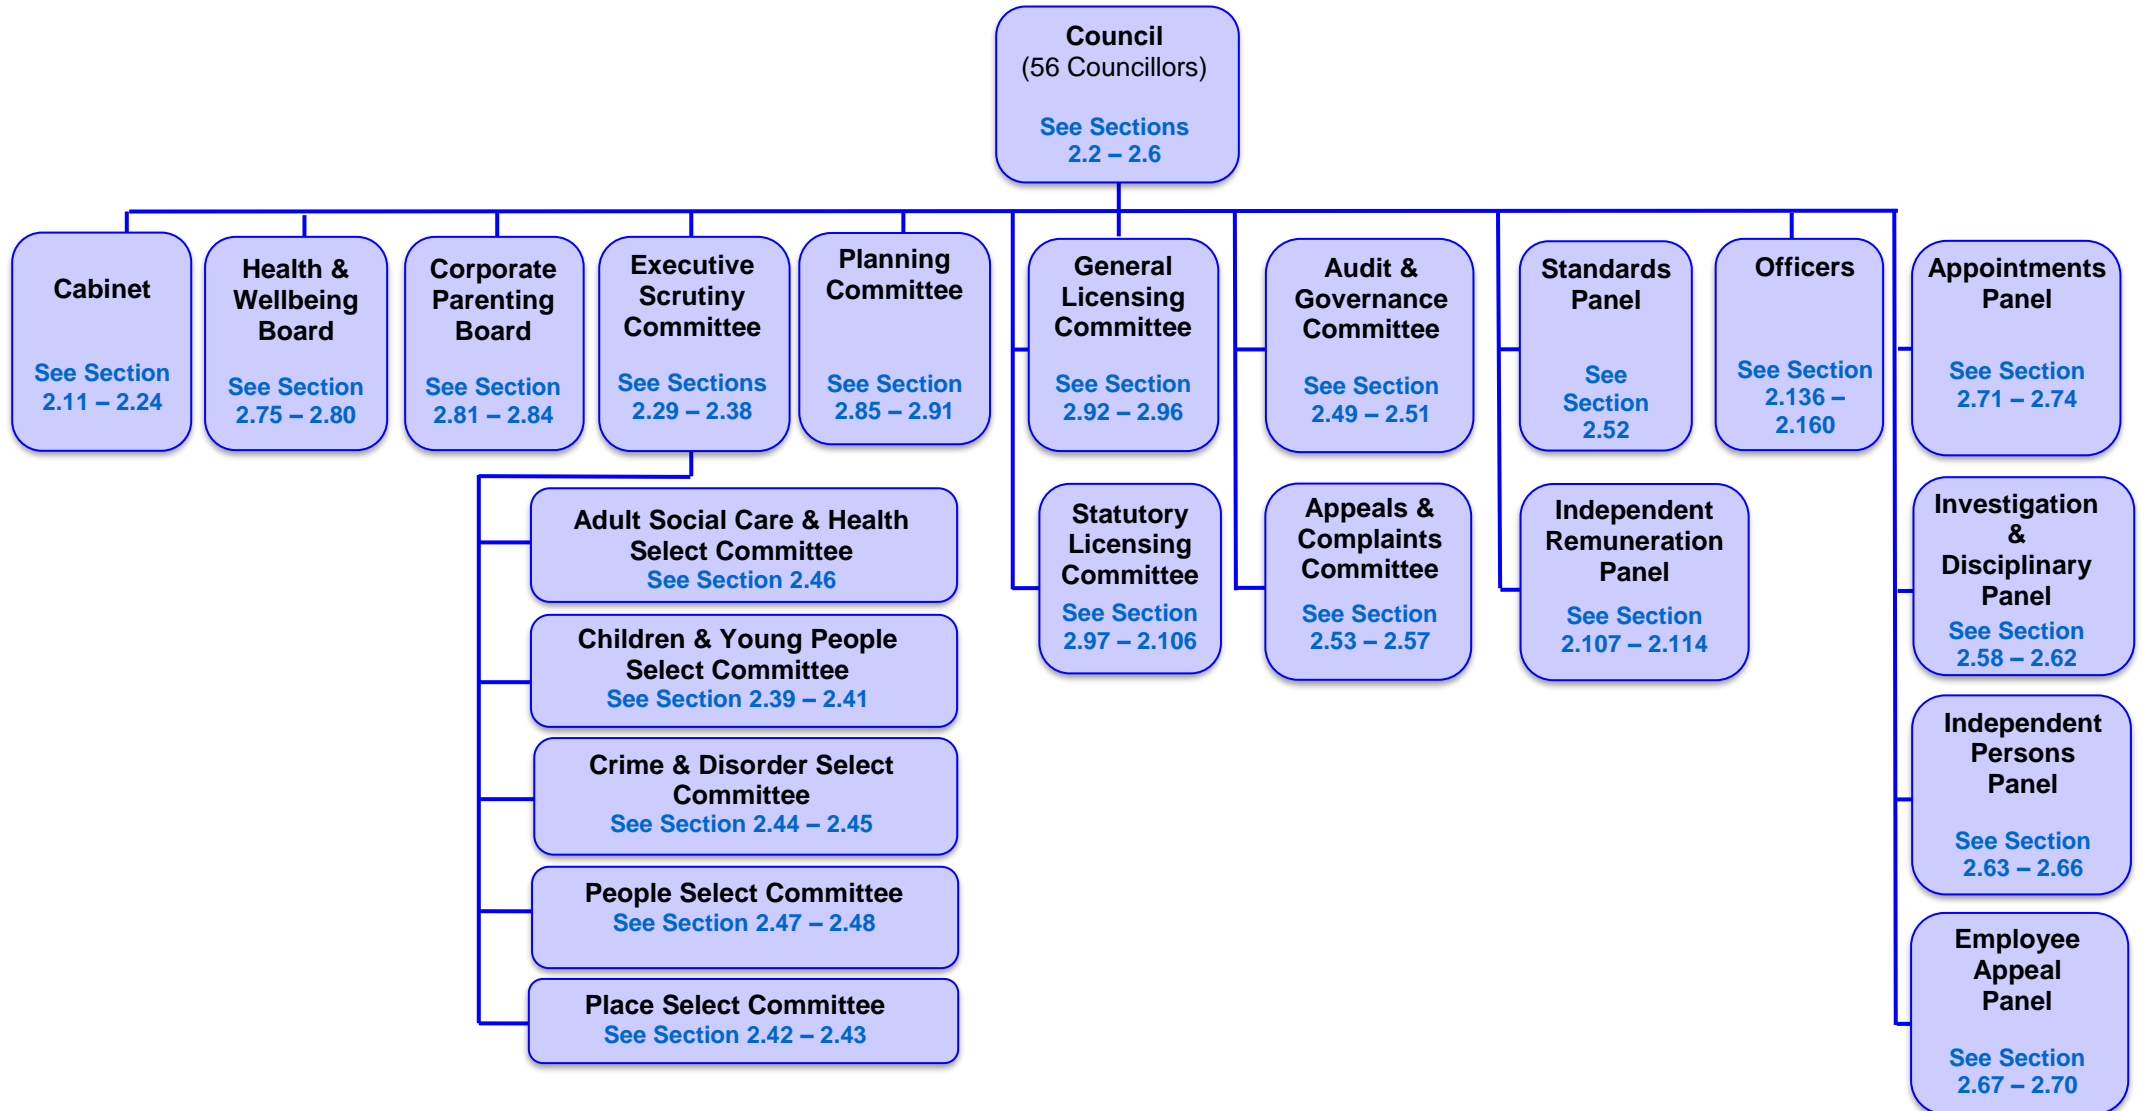 Council
(56 Councillors)
See Sections
2.2 – 2.6
Cabinet
See Section
2.11 – 2.24
Health &
Wellbeing
Board
See Section
2.75 – 2.80
Corporate
Parenting
Board
See Section
2.81 – 2.84
Executive
Scrutiny
Committee
See Sections
2.29 – 2.38
Planning
Committee
See Section
2.85 – 2.91
General
Licensing
Committee
See Section
2.92 – 2.96
Audit &
Governance
Committee
See Section
2.49 – 2.51
Standards
Panel
See
Section
2.52
Officers
See Section
2.136 –
2.160
Appointments
Panel
See Section
2.71 – 2.74
Adult Social Care & Health
Select Committee
See Section 2.46
Children & Young People
Select Committee
See Section 2.39 – 2.41
Crime & Disorder Select
Committee
See Section 2.44 – 2.45
People Select Committee
See Section 2.47 – 2.48
Place Select Committee
See Section 2.42 – 2.43
Statutory
Licensing
Committee
See Section
2.97 – 2.106
Appeals &
Complaints
Committee
See Section
2.53 – 2.57
Independent
Remuneration
Panel
See Section
2.107 – 2.114
Investigation
&
Disciplinary
Panel
See Section
2.58 – 2.62
Independent
Persons
Panel
See Section
2.63 – 2.66
Employee
Appeal
Panel
See Section
2.67 – 2.70